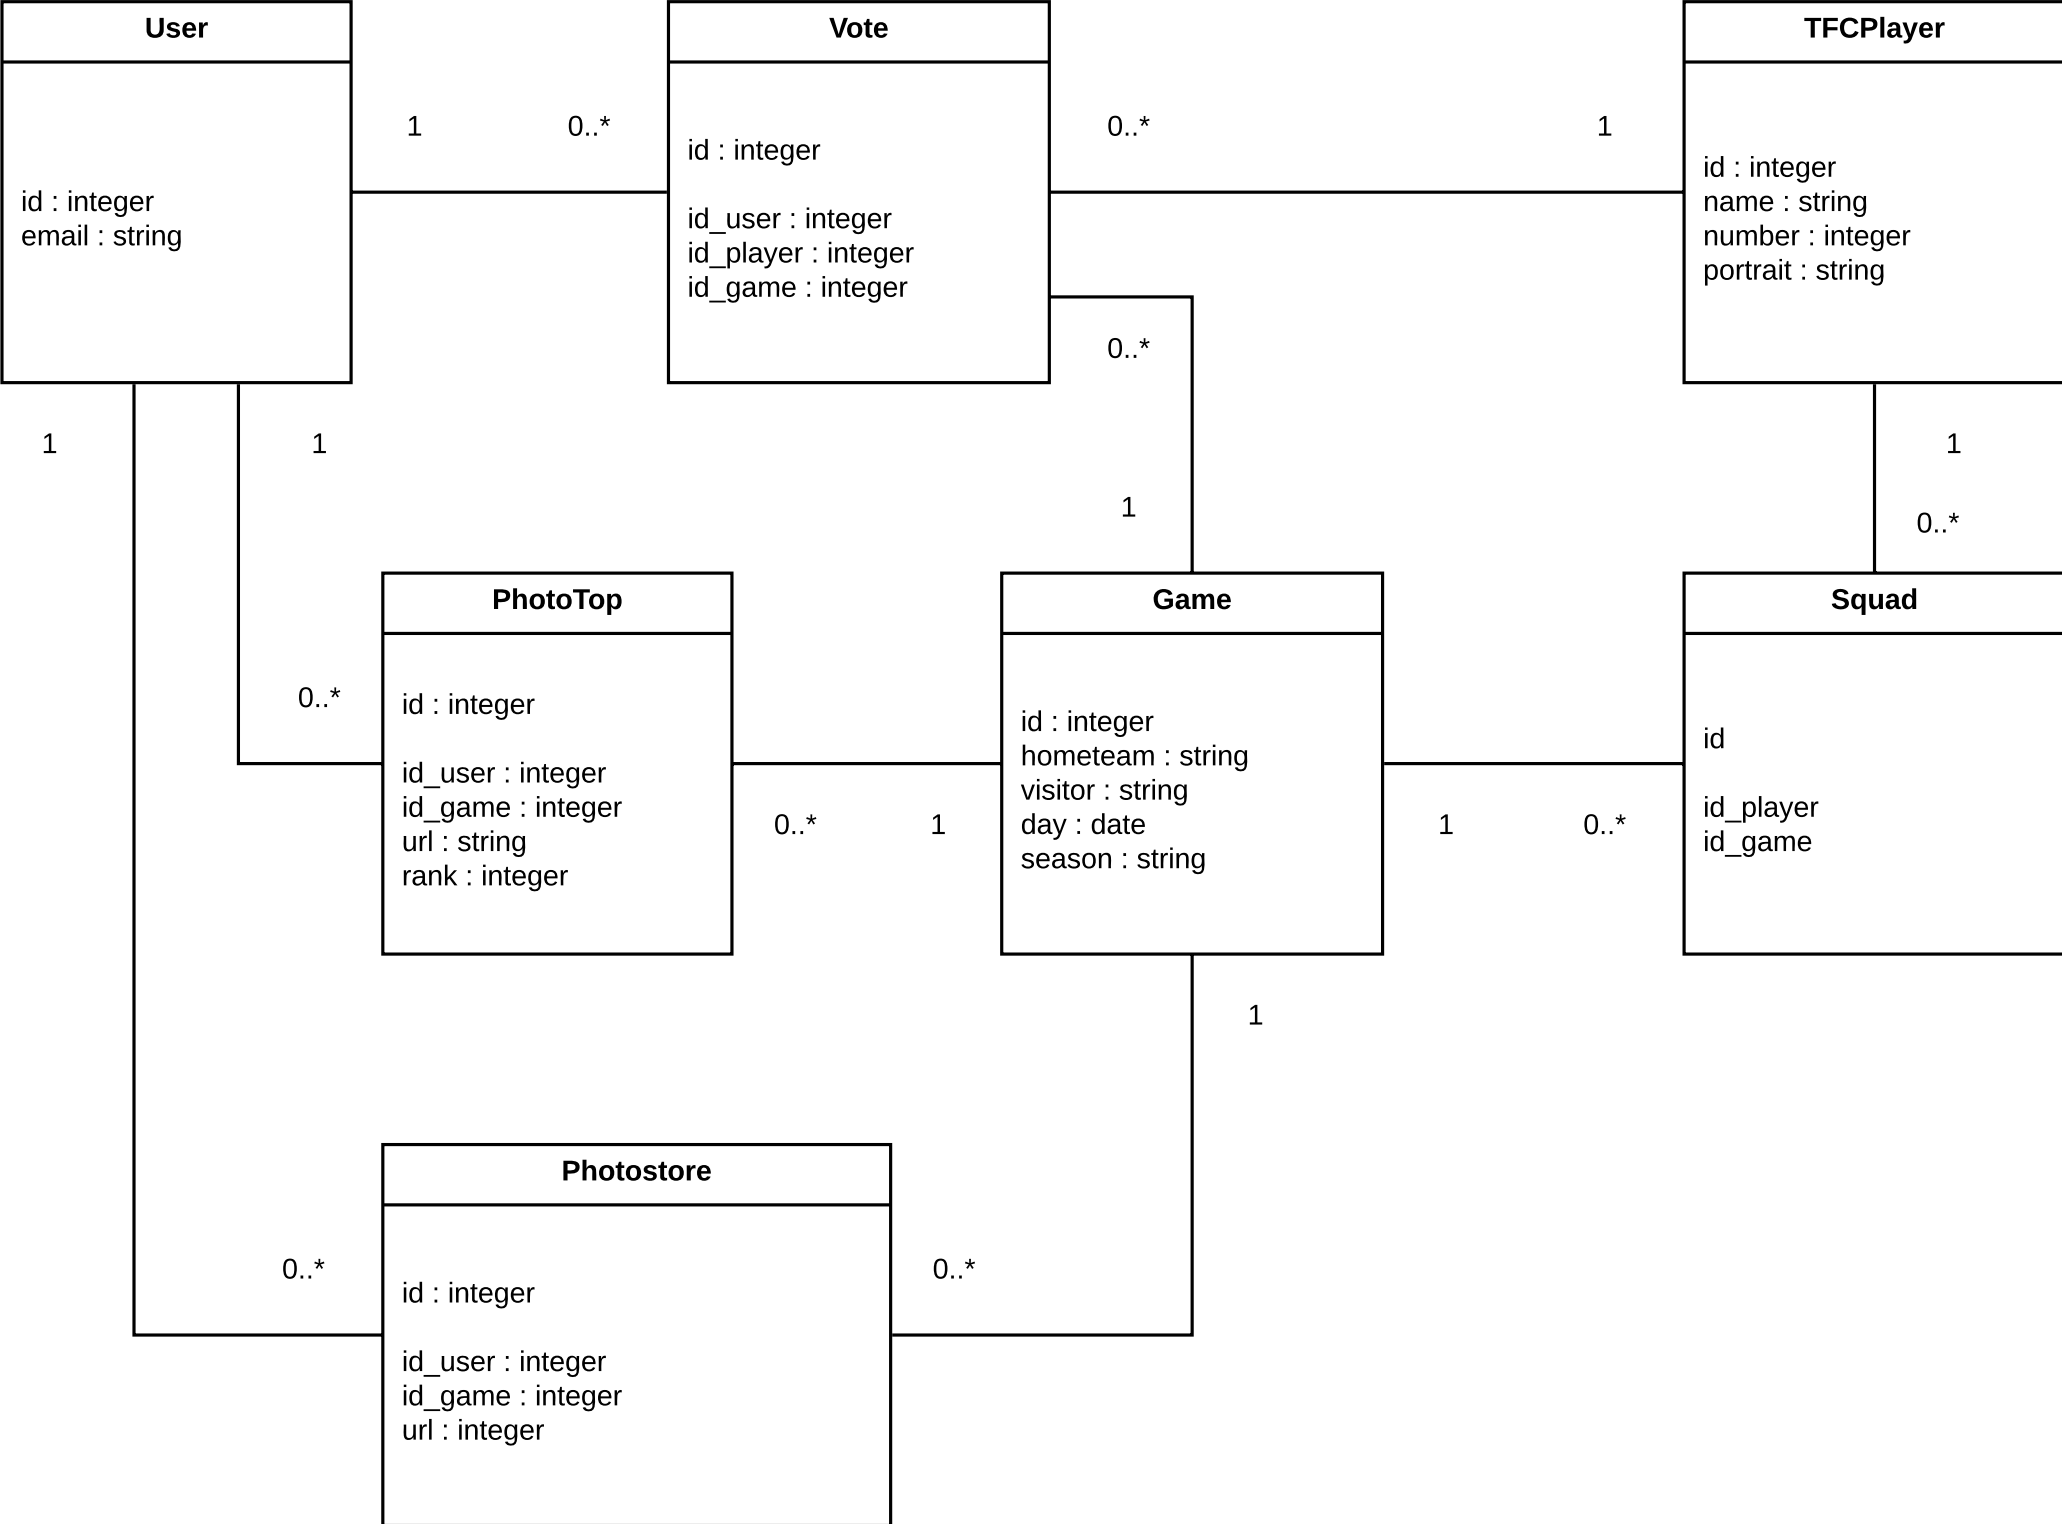 User
id : integer
email : string
1
0..*
Vote
id : integer
id_user : integer
id_player : integer
id_game : integer
0..*
1
TFCPlayer
id : integer
name : string
number : integer
portrait : string
0..*
1
1
1
1
0..*
0..*
PhotoTop
id : integer
id_user : integer
id_game : integer
url : string
rank : integer
0..*
1
Game
id : integer
hometeam : string
visitor : string
day : date
season : string
1
0..*
Squad
id
id_player
id_game
1
0..*
Photostore
id : integer
id_user : integer
id_game : integer
url : integer
0..*